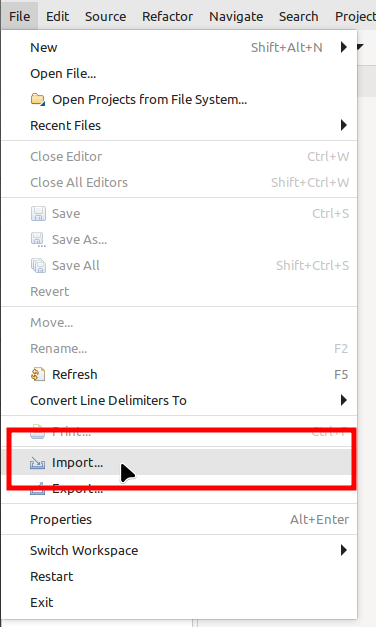 File Edit Source Refactor Navigate Search Project
New Shift+Alt+N
Open File...
Open Projects from File System...
Recent Files
Close Editor Ctrl+W
Close All Editors Shift+Ctrl+W
Save Ctrl+S
Save As...
Save All Shift+Ctrl+S
Revert
Move...
Rename... F2
Refresh F5
Convert Line Delimiters To
Print... Ctrl+P
Import...
Export...
Properties Alt+Enter
Switch Workspace
Restart
Exit